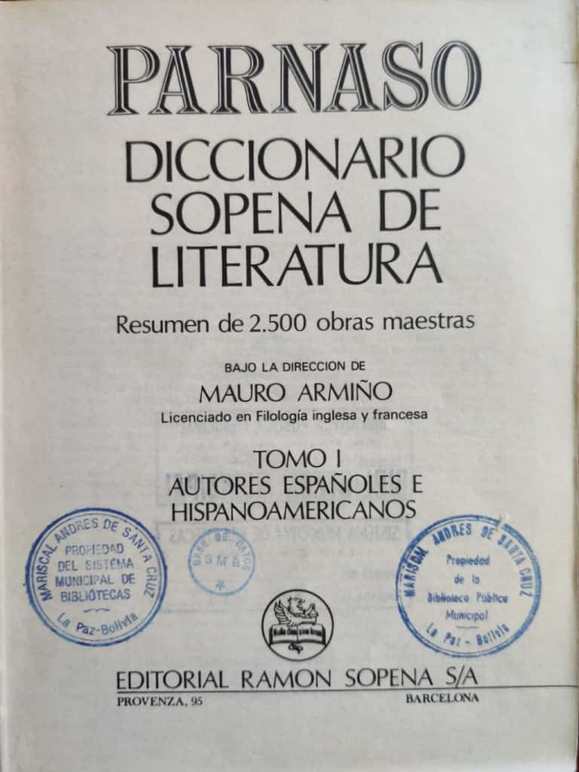 PARNASO
DICCIONARIO
SOPENA DE
LITERATURA
Resumen de 2.500 obras maestras
BAJO LA DIRECCION DE
MAURO ARMIÑO
Licenciado en Filología inglesa y francesa
TOMO I
AUTORES ESPAÑOLES E
HISPANOAMERICANOS
MARISCAL ANDRES DE SANTA CRUZ
PROPIEDAD
DEL SISTEMA
MUNICIPAL DE
BIBLIOTECAS
La Paz-Bolivia
MARISCAL ANDRES DE SANTA CRUZ
Propiedad
de la
Biblioteca Pública
Municipal
La Paz - Bolivia
EDITORIAL RAMON SOPENA S/A
PROVENZA, 95 BARCELONA